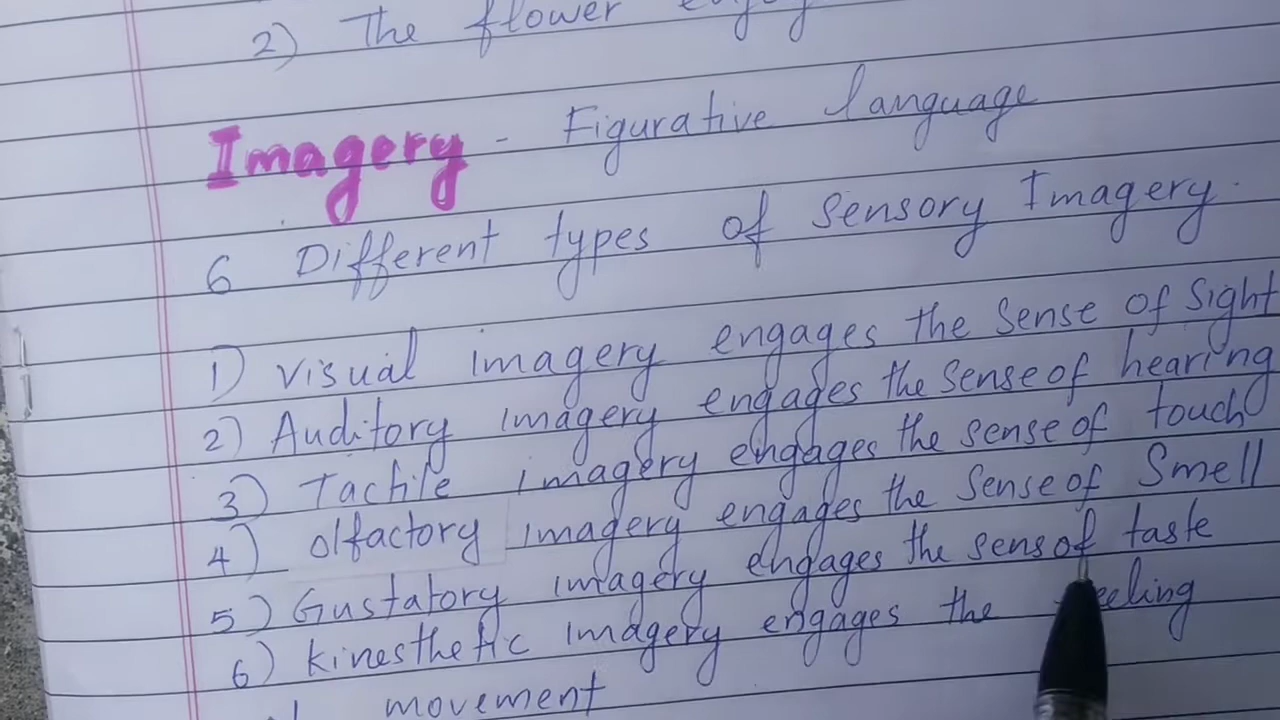 2) The flower enjoy
Imagery - Figurative language
6 Different types of Sensory Imagery.
1) Visual imagery engages the sense of sight
2) Auditory imagery engages the sense of hearing
3) Tactile imagery engages the sense of touch
4) olfactory imagery engages the sense of Smell
5) Gustatory imagery engages the sens of taste
6) kinesthetic imagery engages the feeling
movement